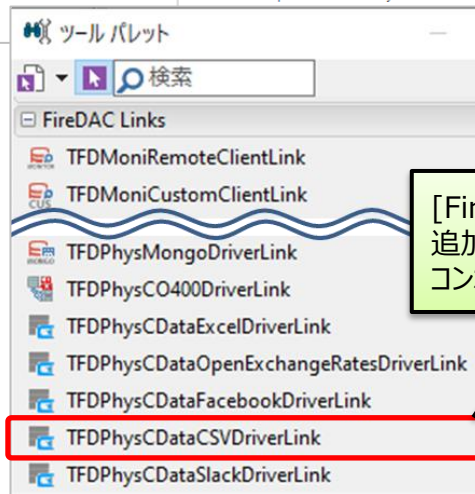 ツール パレット
検索
FireDAC Links
TFDMoniRemoteClientLink
TFDMoniCustomClientLink
[Fir
追加
コン
TFDPhysMongoDriverLink
TFDPhysCO400DriverLink
TFDPhysCDataExcelDriverLink
TFDPhysCDataOpenExchangeRatesDriverLink
TFDPhysCDataFacebookDriverLink
TFDPhysCDataCSVDriverLink
TFDPhysCDataSlackDriverLink